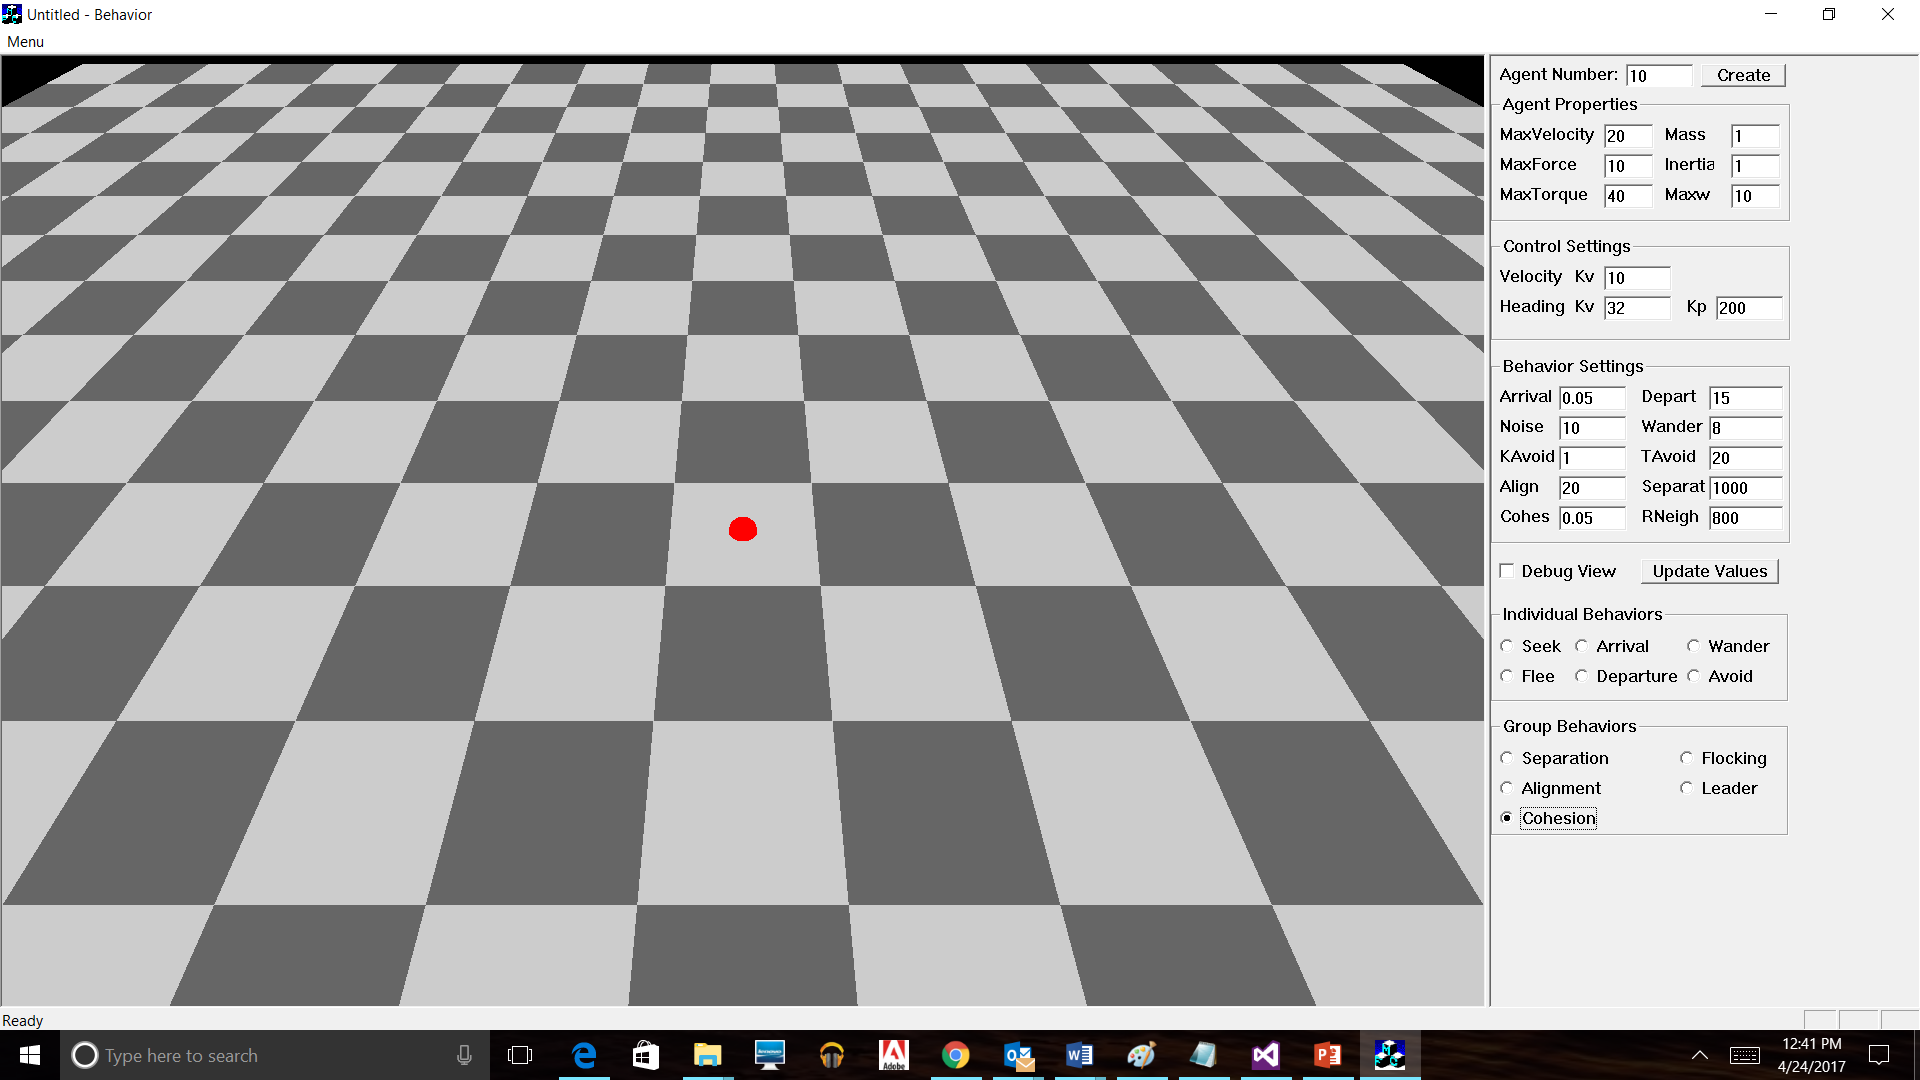 Untitled - Behavior
Menu
Agent Number: 10 Create
Agent Properties
MaxVelocity 20 Mass 1
MaxForce 10 Inertia 1
MaxTorque 40 Maxw 10
Control Settings
Velocity Kv 10
Heading Kv 32 Kp 200
Behavior Settings
Arrival 0.05 Depart 15
Noise 10 Wander 8
KAvoid 1 TAvoid 20
Align 20 Separat 1000
Cohes 0.05 RNeigh 800
Debug View Update Values
Individual Behaviors
Seek Arrival Wander
Flee Departure Avoid
Group Behaviors
Separation Flocking
Alignment Leader
Cohesion
Ready
Type here to search
Adobe
12:41 PM
4/24/2017